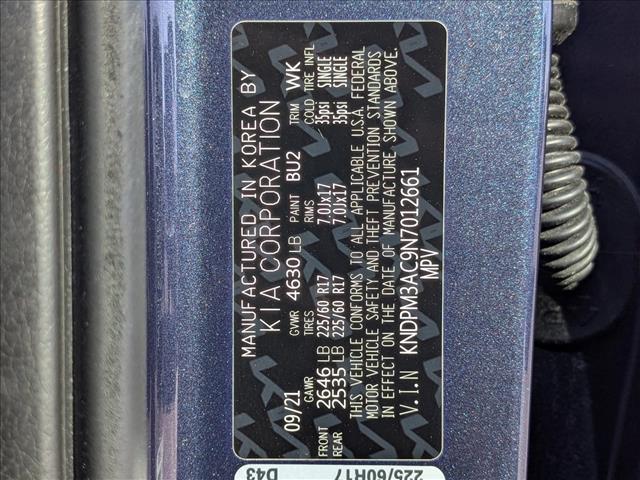 MANUFACTURED IN KOREA BY
KIA CORPORATION
09/21 GVWR 4630 LB PAINT BU2 TRIM WK
GAWR TIRES RIMS COLD TIRE INFL
FRONT 2646 LB 225/60 R17 7.0Jx17 35psi SINGLE
REAR 2535 LB 225/60 R17 7.0Jx17 35psi SINGLE
THIS VEHICLE CONFORMS TO ALL APPLICABLE U.S.A. FEDERAL
MOTOR VEHICLE SAFETY AND THEFT PREVENTION STANDARDS
IN EFFECT ON THE DATE OF MANUFACTURE SHOWN ABOVE.
V.I.N KNDPM3AC9N7012661
MPV
D43
225/60R17